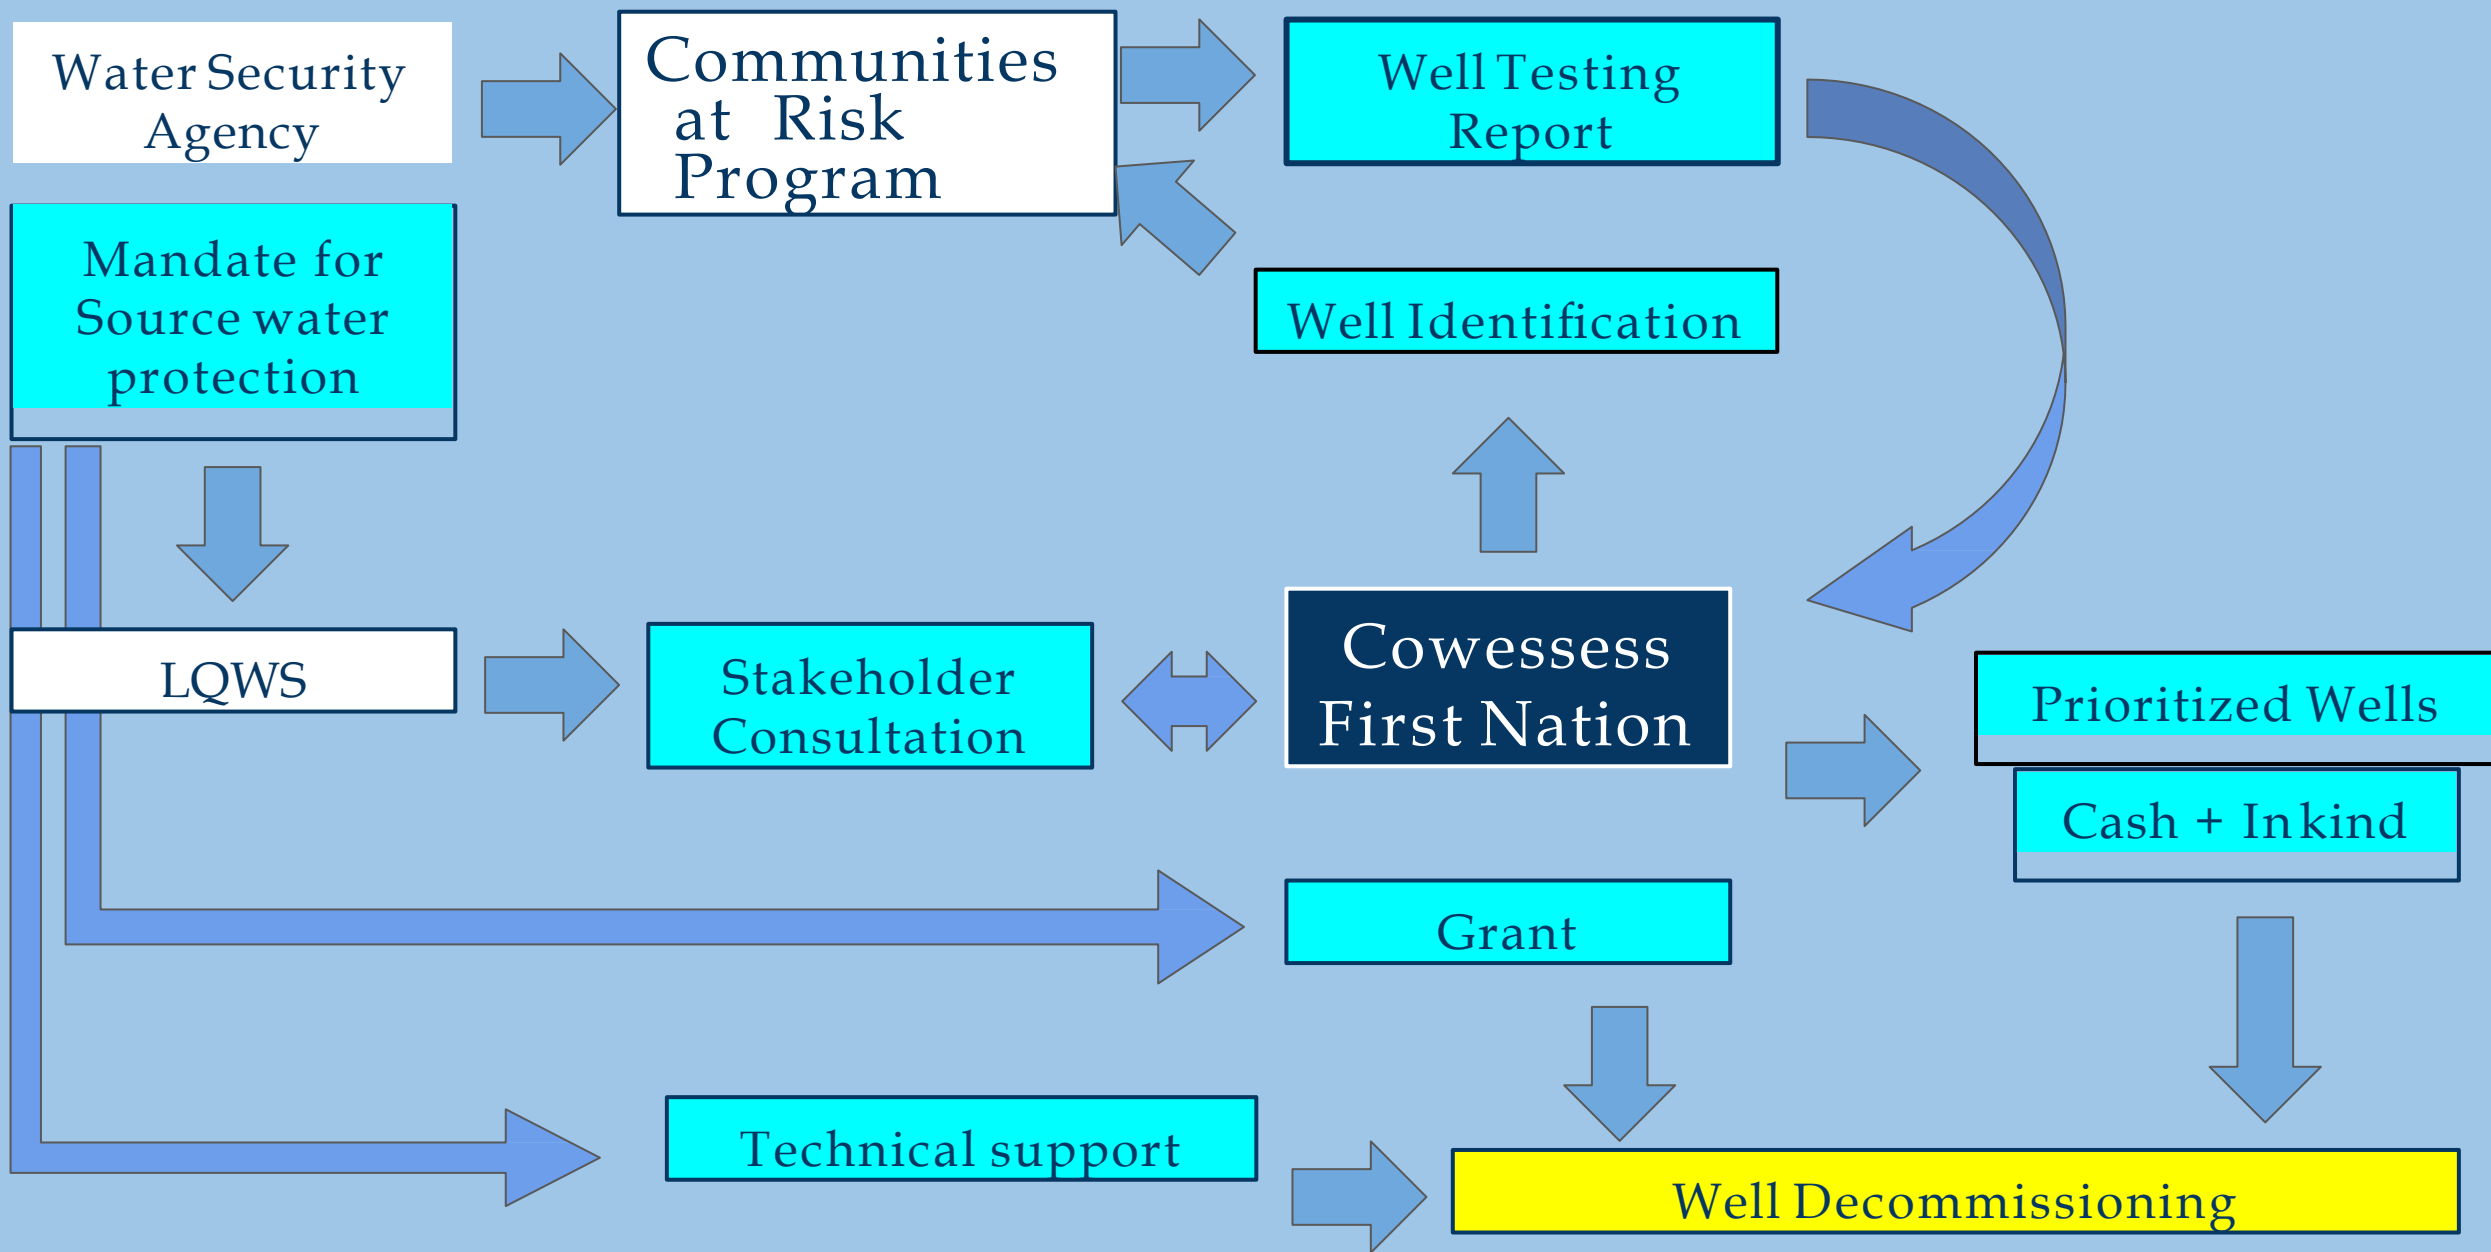 Water Security
Agency
Communities
at Risk
Program
Well Testing
Report
Mandate for
Source water
protection
Well Identification
LQWS
Stakeholder
Consultation
Cowessess
First Nation
Prioritized Wells
Cash + Inkind
Grant
Technical support
Well Decommissioning